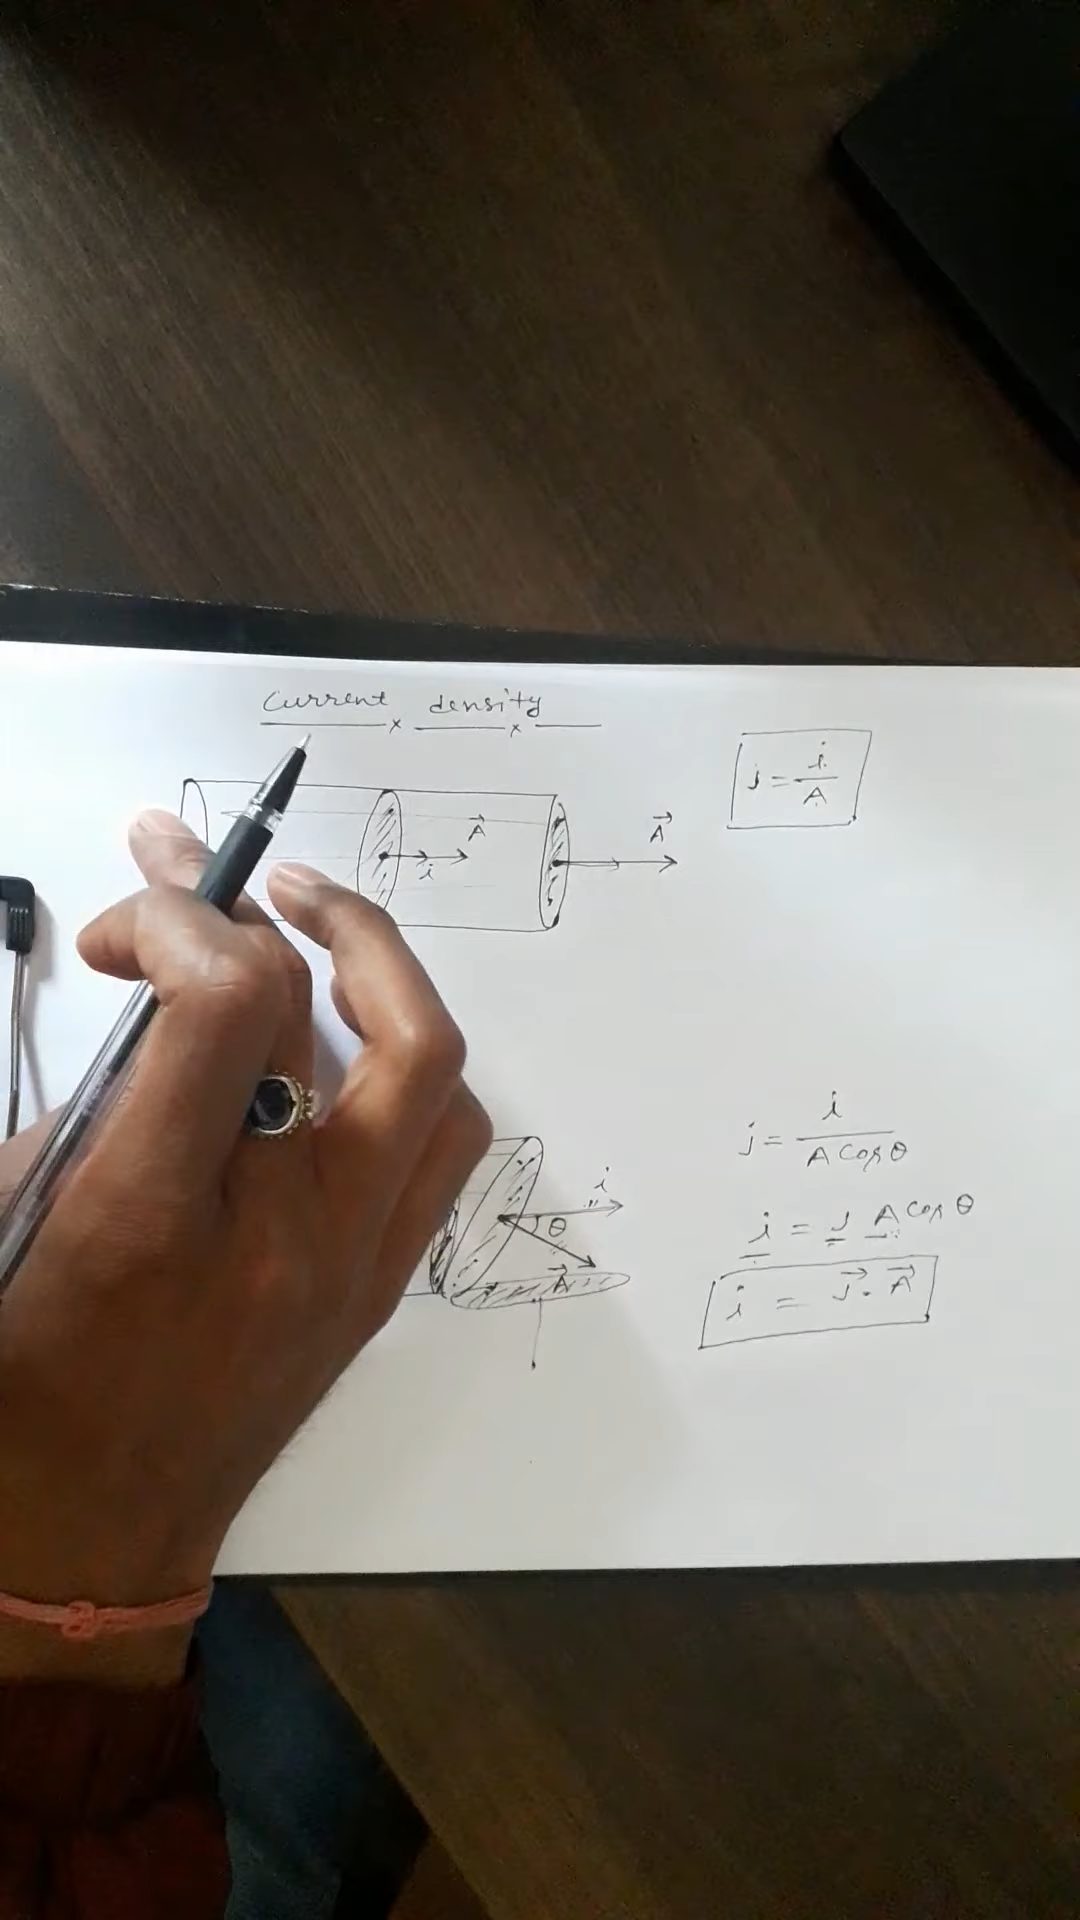 Current density
j = i/A
A⃗
A⃗
i
j = i/A cos θ
i
θ
i = j A cos θ
A⃗
i = j⃗ . A⃗